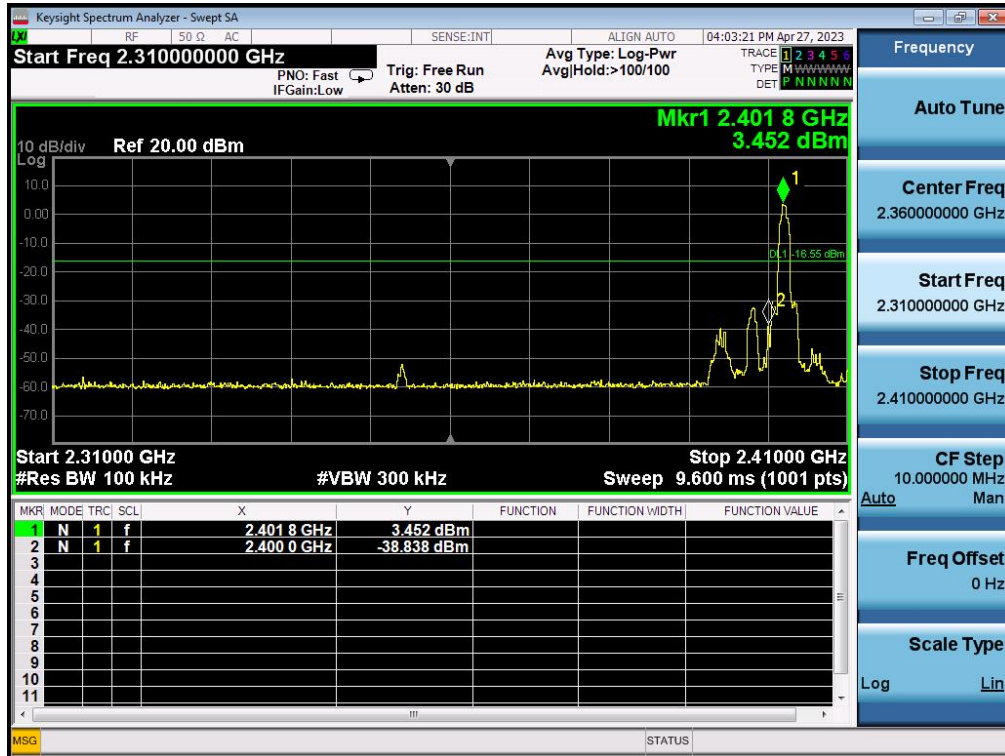 Keysight Spectrum Analyzer - Swept SA
LXI RF 50 Ω AC SENSE:INT ALIGN AUTO 04:03:21 PM Apr 27, 2023
Start Freq 2.310000000 GHz
PNO: Fast
IFGain:Low
Trig: Free Run
Atten: 30 dB
Avg Type: Log-Pwr
Avg|Hold:>100/100
TRACE 1 2 3 4 5 6
TYPE M WWWWW
DET P N N N N N
Mkr1 2.401 8 GHz
3.452 dBm
10 dB/div Ref 20.00 dBm
Log
10.0
0.00
-10.0
-20.0
-30.0
-40.0
-50.0
-60.0
-70.0
1
DL1 -16.55 dBm
2
Start 2.31000 GHz Stop 2.41000 GHz
#Res BW 100 kHz #VBW 300 kHz Sweep 9.600 ms (1001 pts)
MKR MODE TRC SCL X Y FUNCTION FUNCTION WIDTH FUNCTION VALUE
1 N 1 f 2.401 8 GHz 3.452 dBm
2 N 1 f 2.400 0 GHz -38.838 dBm
3
4
5
6
7
8
9
10
11
MSG STATUS
Frequency
Auto Tune
Center Freq
2.360000000 GHz
Start Freq
2.310000000 GHz
Stop Freq
2.410000000 GHz
CF Step
10.000000 MHz
Auto Man
Freq Offset
0 Hz
Scale Type
Log Lin